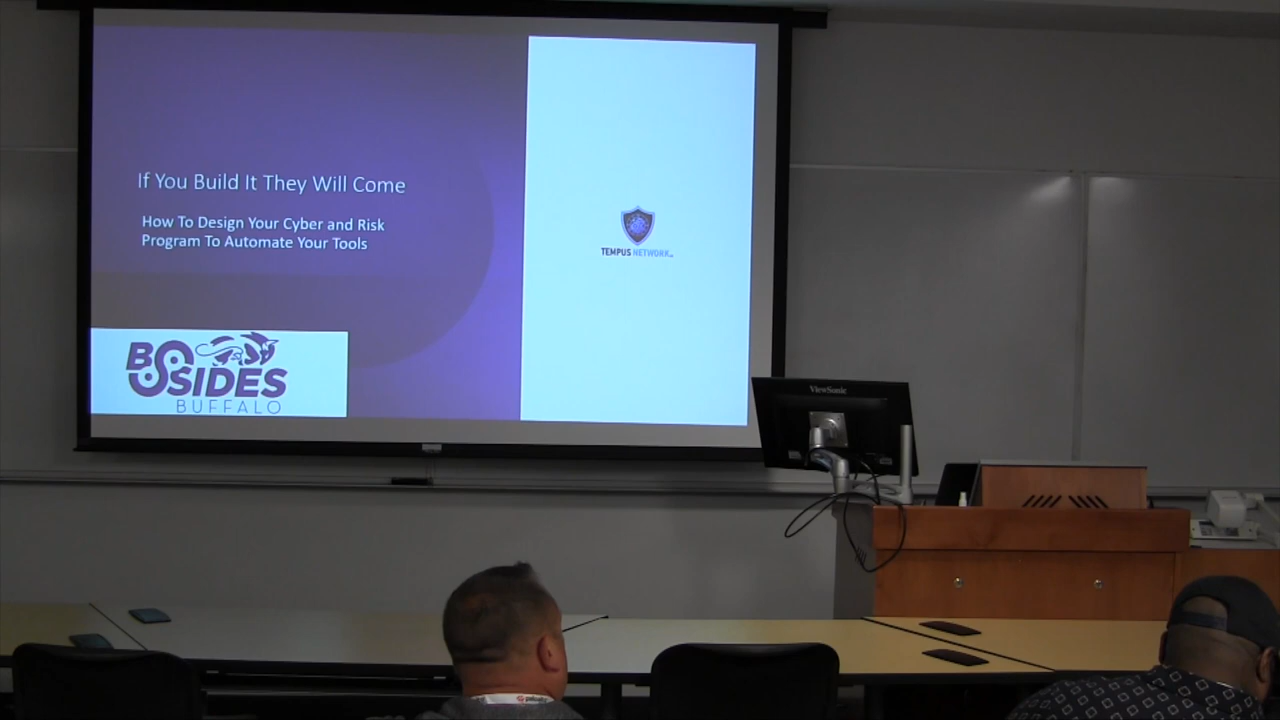 If You Build It They Will Come
How To Design Your Cyber and Risk
Program To Automate Your Tools
TEMPUS NETWORK
BSIDES
BUFFALO
ViewSonic